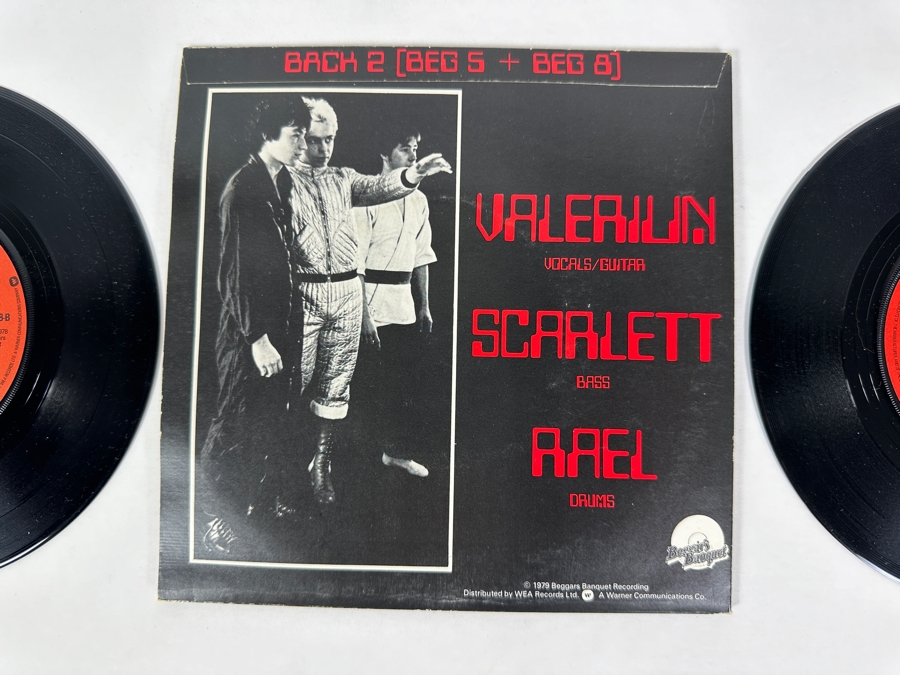 BACK 2 [BEG 5 + BEG 8]
VALERIUN
VOCALS/GUITAR
SCARLETT
BASS
RAEL
DRUMS
Beggars
Banquet
© 1979 Beggars Banquet Recording
Distributed by WEA Records Ltd. W A Warner Communications Co.